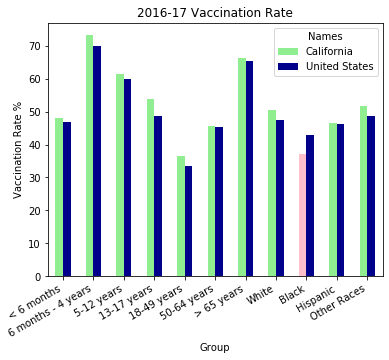 2016-17 Vaccination Rate
Names
California
United States
Vaccination Rate %
70
60
50
40
30
20
10
0
< 6 months
6 months - 4 years
5-12 years
13-17 years
18-49 years
50-64 years
> 65 years
White
Black
Hispanic
Other Races
Group